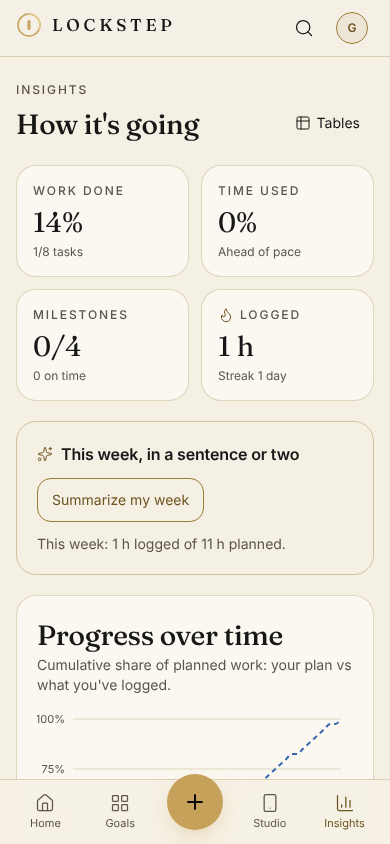 LOCKSTEP
G
INSIGHTS
How it's going
Tables
WORK DONE
14%
1/8 tasks
TIME USED
0%
Ahead of pace
MILESTONES
0/4
0 on time
LOGGED
1 h
Streak 1 day
This week, in a sentence or two
Summarize my week
This week: 1 h logged of 11 h planned.
Progress over time
Cumulative share of planned work: your plan vs
what you've logged.
100%
75%
Home
Goals
Studio
Insights